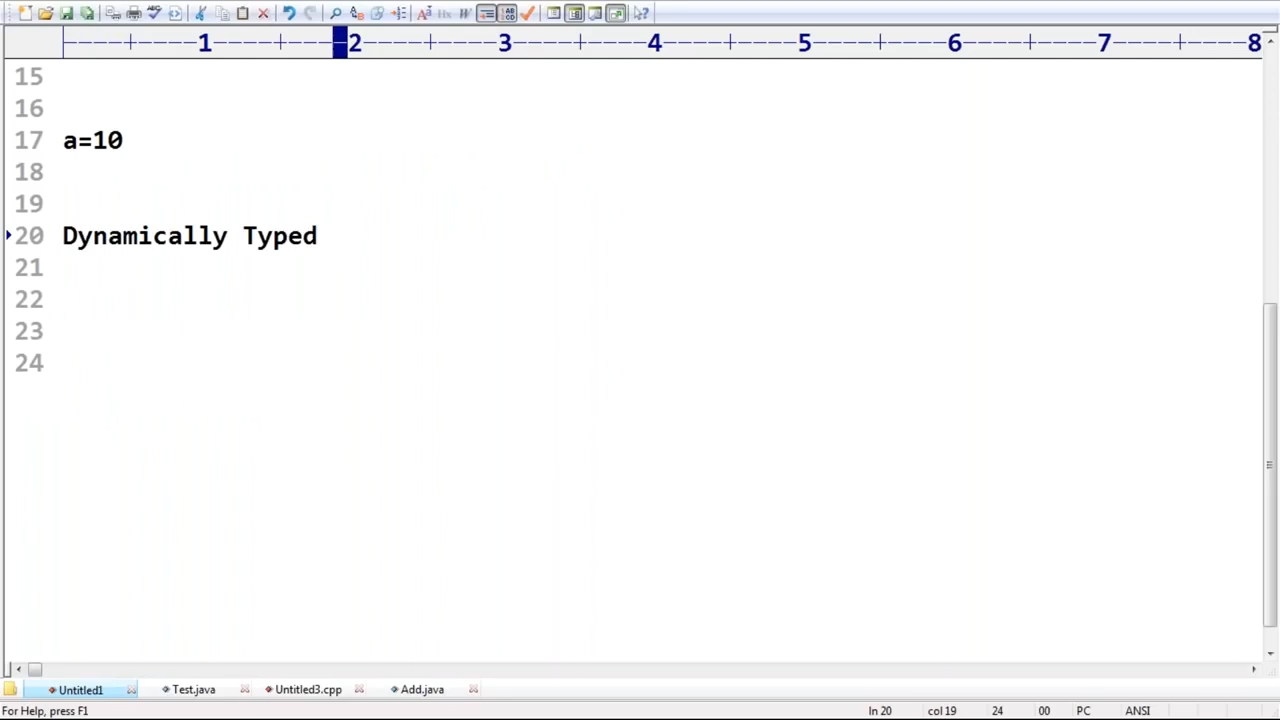 1 2 3 4 5 6 7 8
15
16
17 a=10
18
19
20 Dynamically Typed
21
22
23
24
Untitled1 Test.java Untitled3.cpp Add.java
For Help, press F1 ln 20 col 19 24 00 PC ANSI